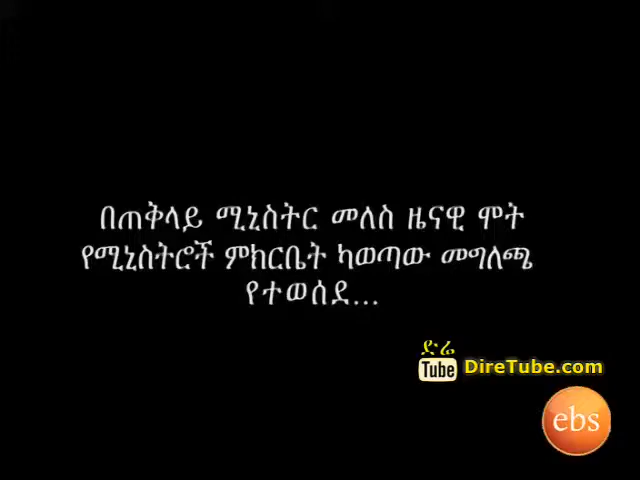 በጠቅላይ ሚኒስትር መለስ ዜናዊ ሞት
የሚኒስትሮች ምክርቤት ካወጣው መግለጫ
የተወሰደ...
ድሬ
Tube DireTube.com
ebs